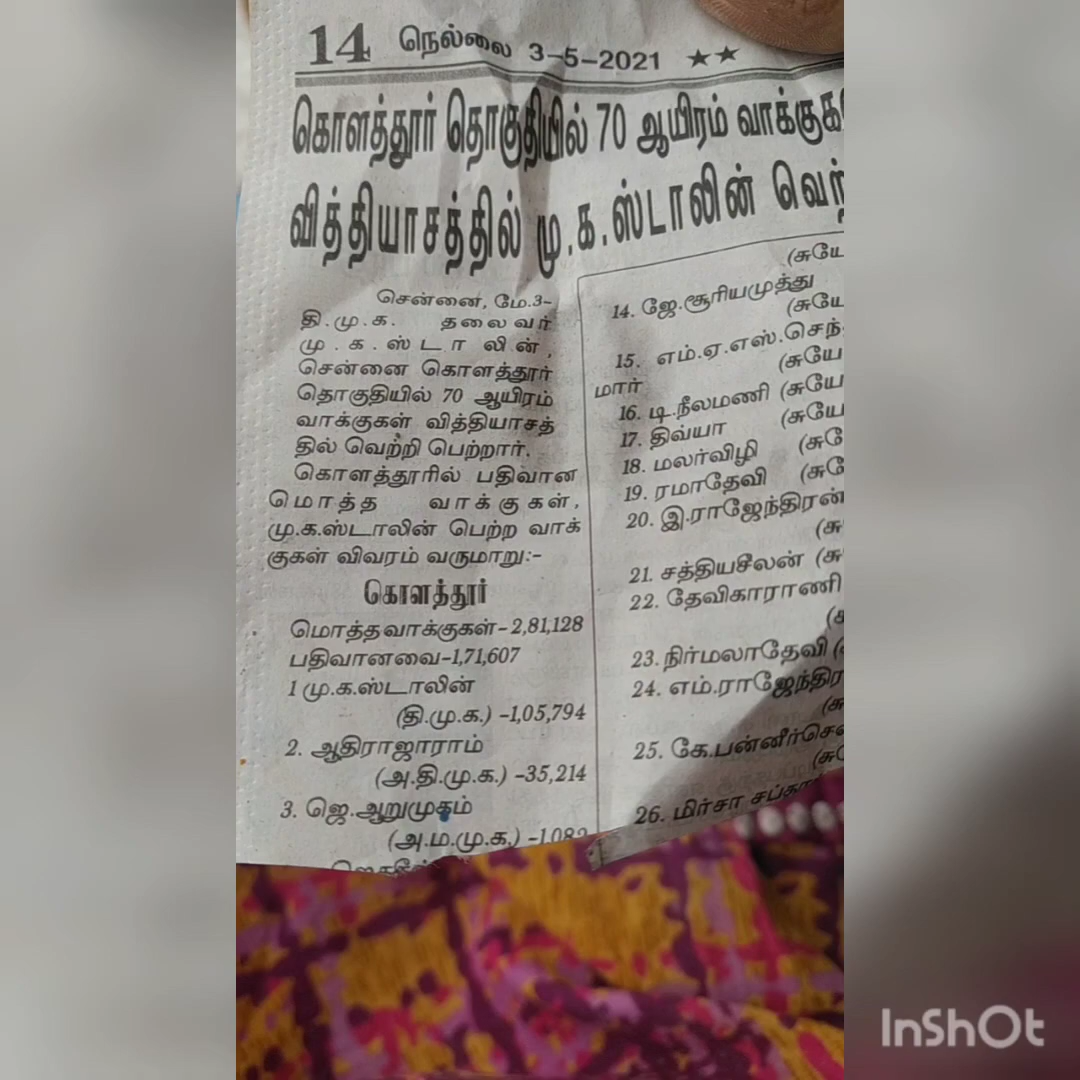 14 நெல்லை 3-5-2021 ★★
கொளத்தூர் தொகுதியில் 70 ஆயிரம்
வித்தியாசத்தில் மு.க.ஸ்டாலின்
சென்னை, மே.3-
தி.மு.க. தலைவர்
மு.க.ஸ்டாலின்,
சென்னை கொளத்தூர்
தொகுதியில் 70 ஆயிரம்
வாக்குகள் வித்தியாசத்
தில் வெற்றி பெற்றார்.
கொளத்தூரில் பதிவான
மொத்த வாக்குகள்,
மு.க.ஸ்டாலின் பெற்ற வாக்
குகள் விவரம் வருமாறு:-
கொளத்தூர்
மொத்தவாக்குகள்-2,81,128
பதிவானவை-1,71,607
1 மு.க.ஸ்டாலின்
(தி.மு.க.) -1,05,794
2. ஆதிராஜாராம்
(அ.தி.மு.க.) -35,214
3. ஜெ.ஆறுமுகம்
(அ.ம.மு.க.) -1082
14. ஜே.சூரியமுத்து
15. எம்.ஏ.எஸ்.
மார்
16. டி.நீலமணி
17. திவ்யா
18. மலர்விழி
19. ரமாதேவி
20. இ.ராஜேந்திரன்
21. சத்தியசீலன்
22. தேவிகாராணி
23. நிர்மலாதேவி
24. எம்.
25. கே.
26. மிர்சா
InShOt